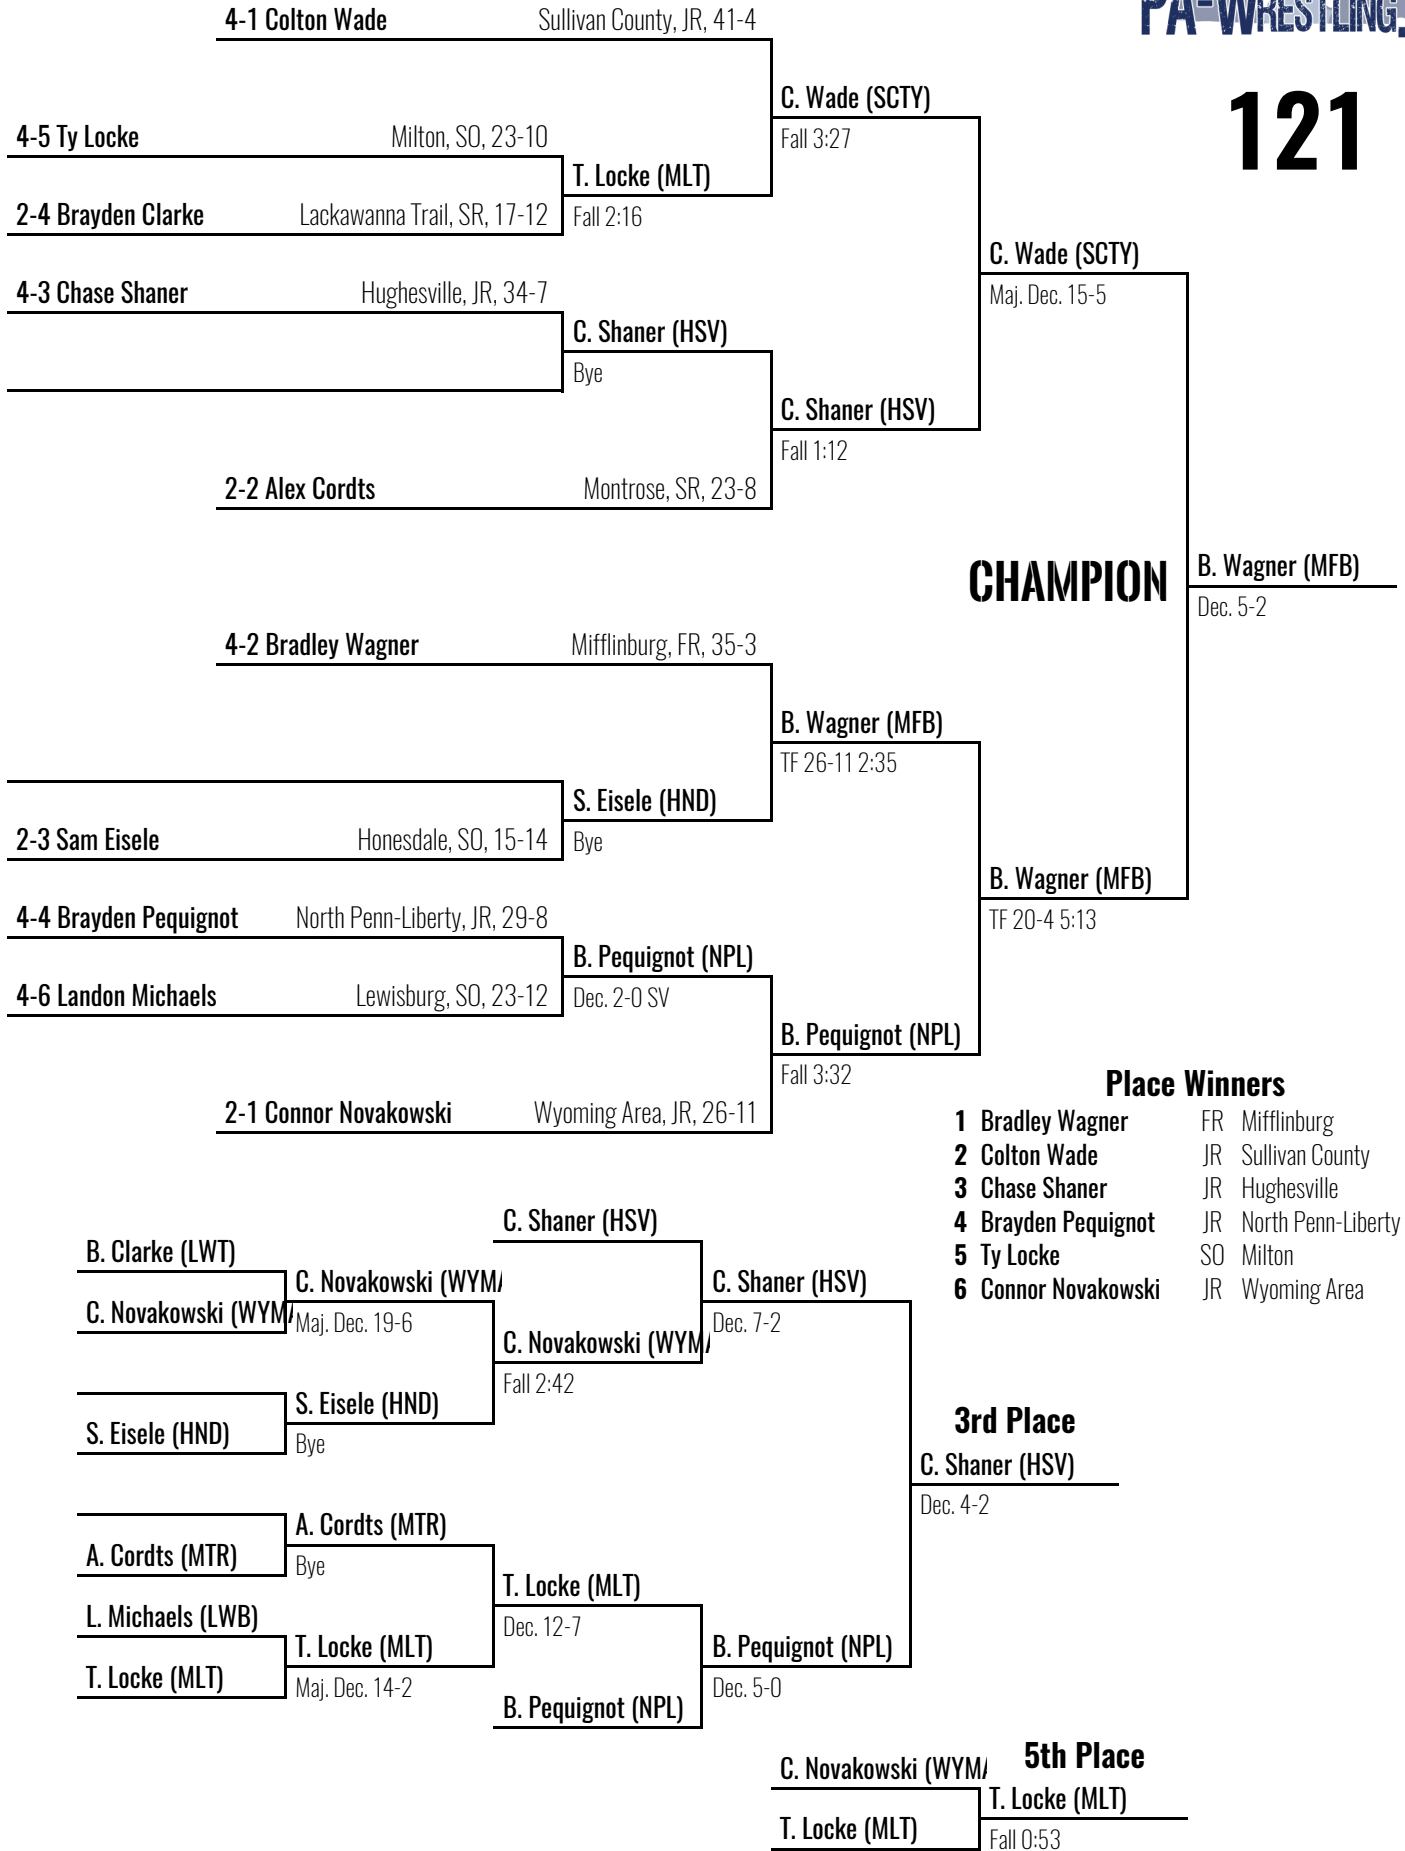 PA-WRESTLING.
121
4-1 Colton Wade Sullivan County, JR, 41-4
C. Wade (SCTY)
Fall 3:27
4-5 Ty Locke Milton, SO, 23-10
T. Locke (MLT)
Fall 2:16
2-4 Brayden Clarke Lackawanna Trail, SR, 17-12
C. Wade (SCTY)
Maj. Dec. 15-5
4-3 Chase Shaner Hughesville, JR, 34-7
C. Shaner (HSV)
Bye
C. Shaner (HSV)
Fall 1:12
2-2 Alex Cordts Montrose, SR, 23-8
CHAMPION
B. Wagner (MFB)
Dec. 5-2
4-2 Bradley Wagner Mifflinburg, FR, 35-3
B. Wagner (MFB)
TF 26-11 2:35
S. Eisele (HND)
Bye
2-3 Sam Eisele Honesdale, SO, 15-14
B. Wagner (MFB)
TF 20-4 5:13
4-4 Brayden Pequignot North Penn-Liberty, JR, 29-8
B. Pequignot (NPL)
Dec. 2-0 SV
4-6 Landon Michaels Lewisburg, SO, 23-12
B. Pequignot (NPL)
Fall 3:32
2-1 Connor Novakowski Wyoming Area, JR, 26-11
Place Winners
1 Bradley Wagner FR Mifflinburg
2 Colton Wade JR Sullivan County
3 Chase Shaner JR Hughesville
4 Brayden Pequignot JR North Penn-Liberty
5 Ty Locke SO Milton
6 Connor Novakowski JR Wyoming Area
C. Shaner (HSV)
B. Clarke (LWT)
C. Novakowski (WYMA
Maj. Dec. 19-6
C. Novakowski (WYMA
C. Shaner (HSV)
Dec. 7-2
C. Novakowski (WYMA
Fall 2:42
S. Eisele (HND)
Bye
S. Eisele (HND)
3rd Place
C. Shaner (HSV)
Dec. 4-2
A. Cordts (MTR)
Bye
A. Cordts (MTR)
T. Locke (MLT)
Dec. 12-7
L. Michaels (LWB)
T. Locke (MLT)
Maj. Dec. 14-2
T. Locke (MLT)
B. Pequignot (NPL)
Dec. 5-0
B. Pequignot (NPL)
5th Place
C. Novakowski (WYMA
T. Locke (MLT)
Fall 0:53
T. Locke (MLT)